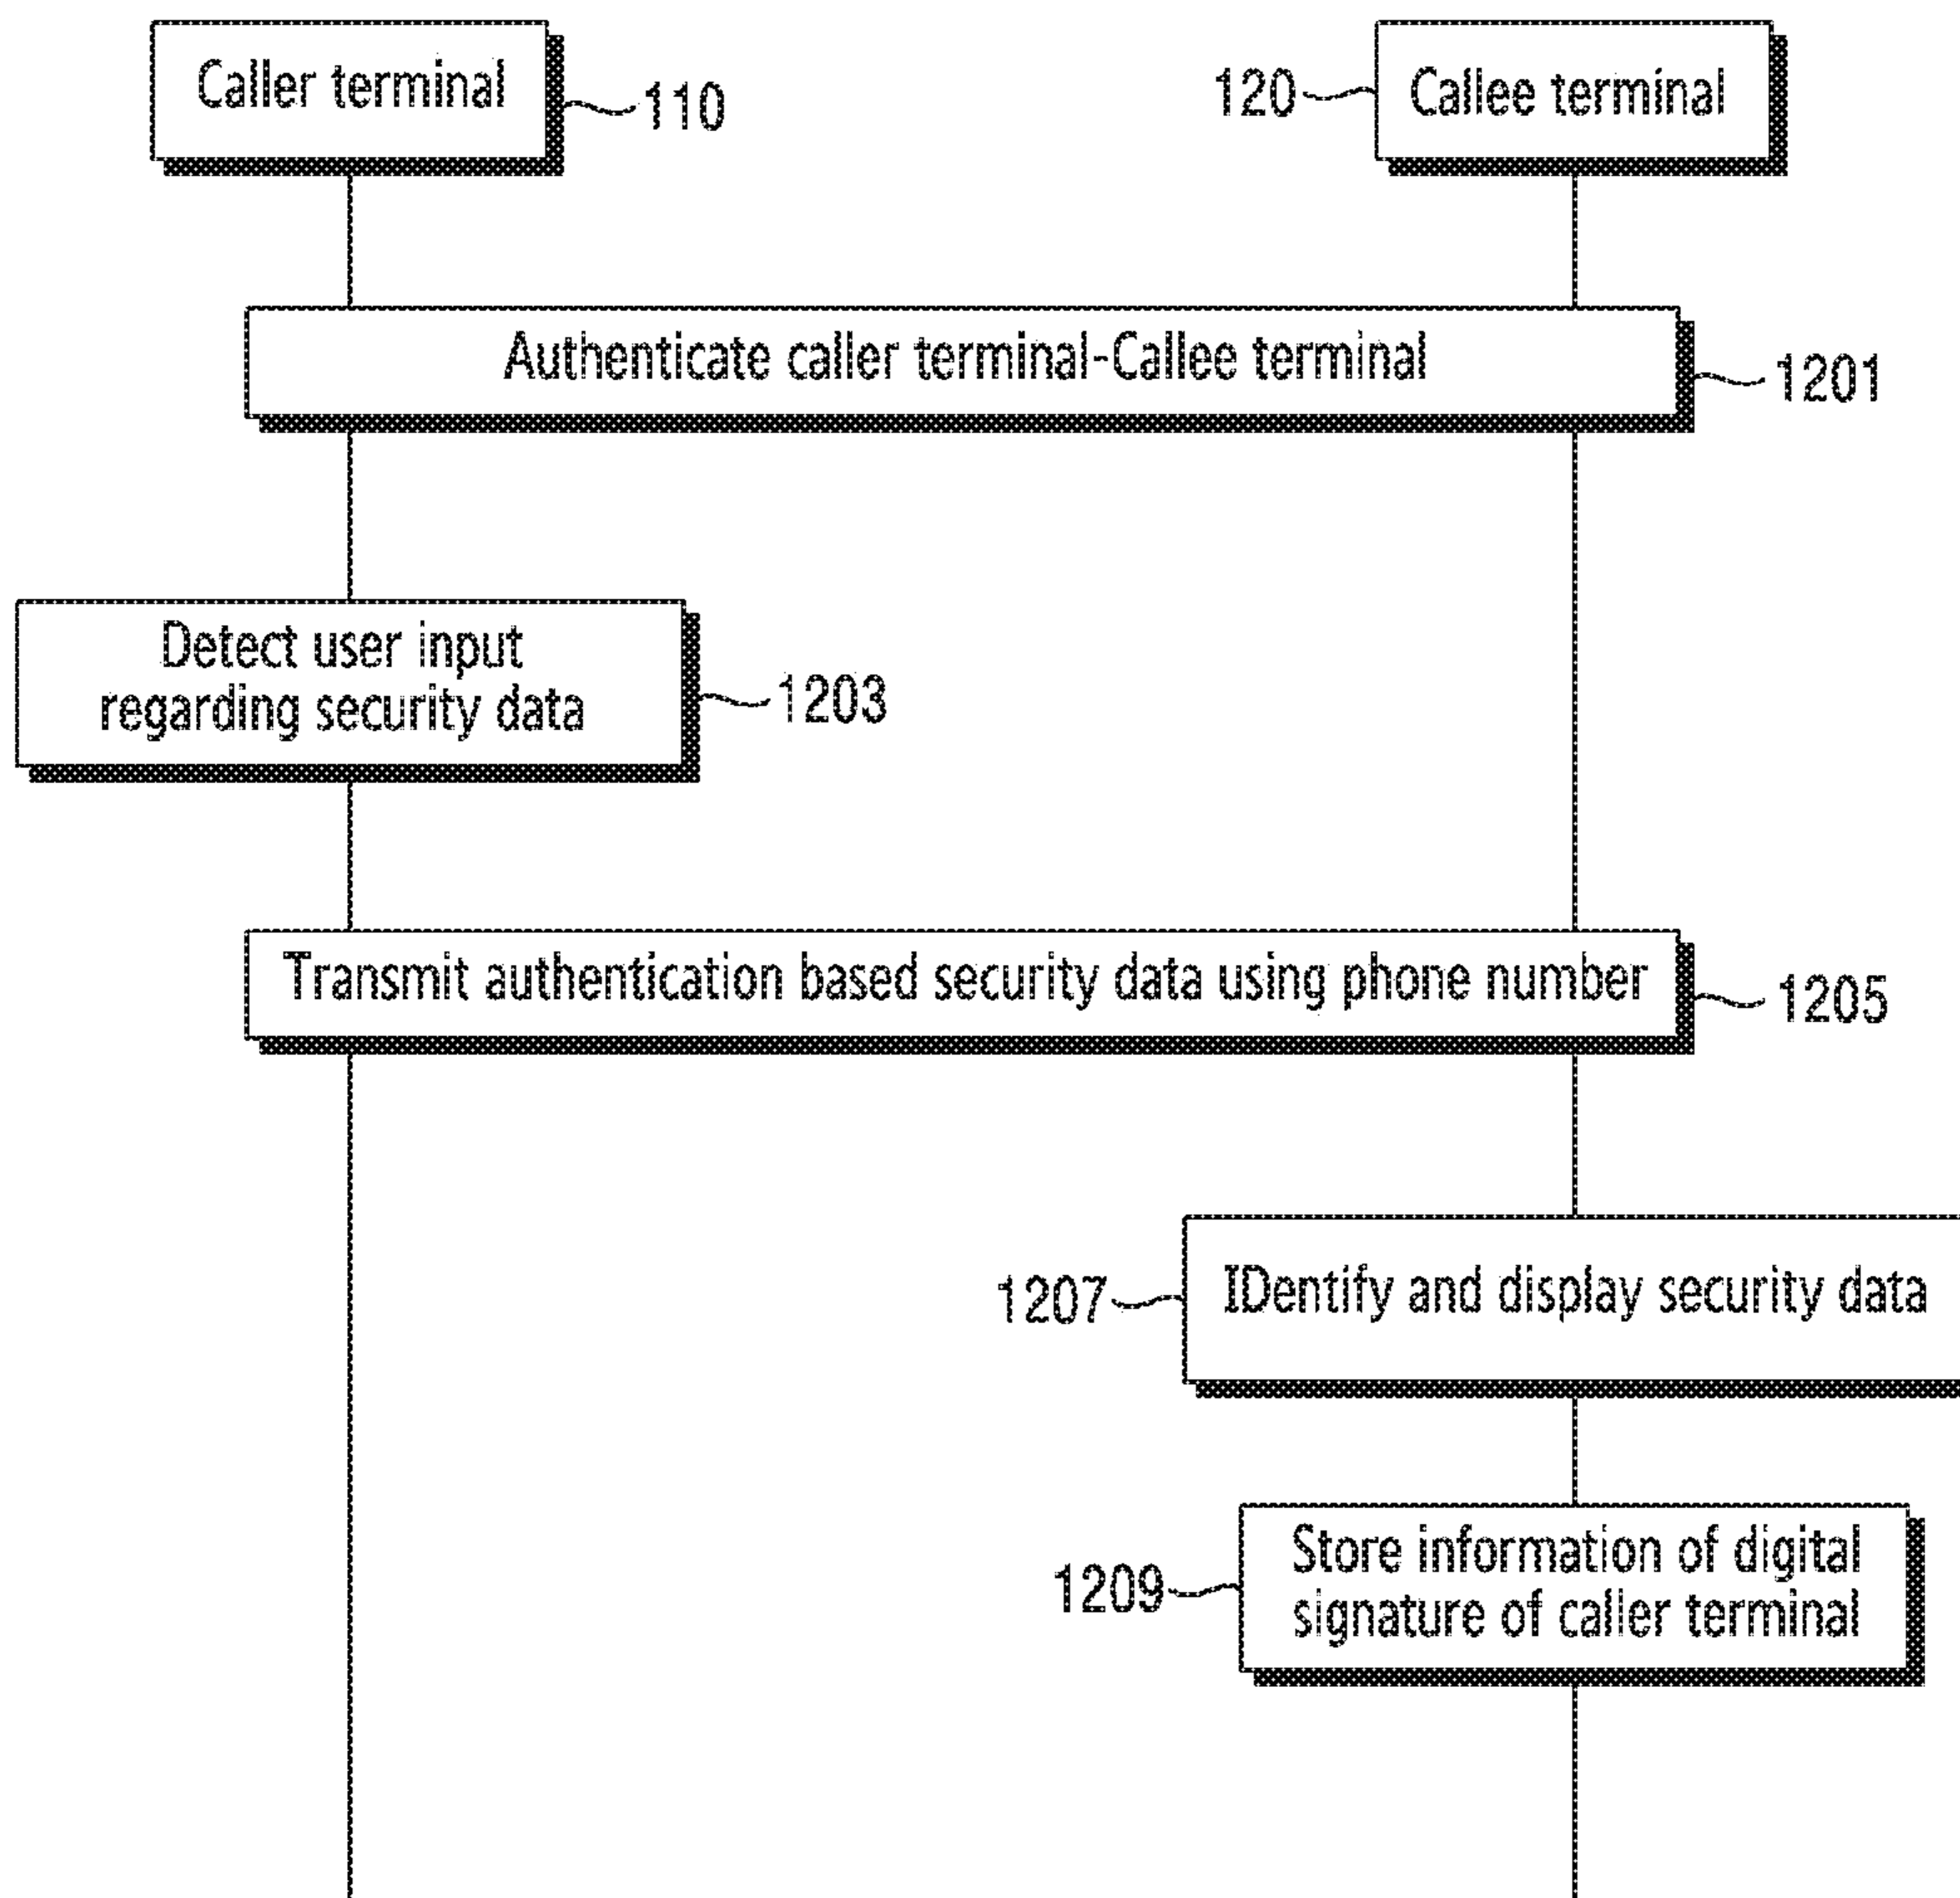 Caller terminal
110
120
Callee terminal
Authenticate caller terminal-Callee terminal
1201
Detect user input
regarding security data
1203
Transmit authentication based security data using phone number
1205
1207
IDentify and display security data
1209
Store information of digital
signature of caller terminal